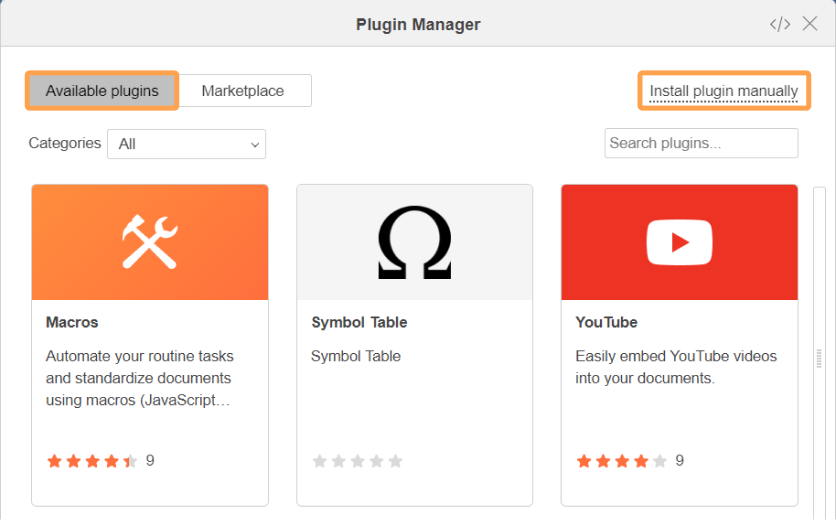 Plugin Manager
</>
Available plugins
Marketplace
Install plugin manually
Categories
All
Search plugins...
Ω
Macros
Automate your routine tasks
and standardize documents
using macros (JavaScript…
9
Symbol Table
Symbol Table
YouTube
Easily embed YouTube videos
into your documents.
9